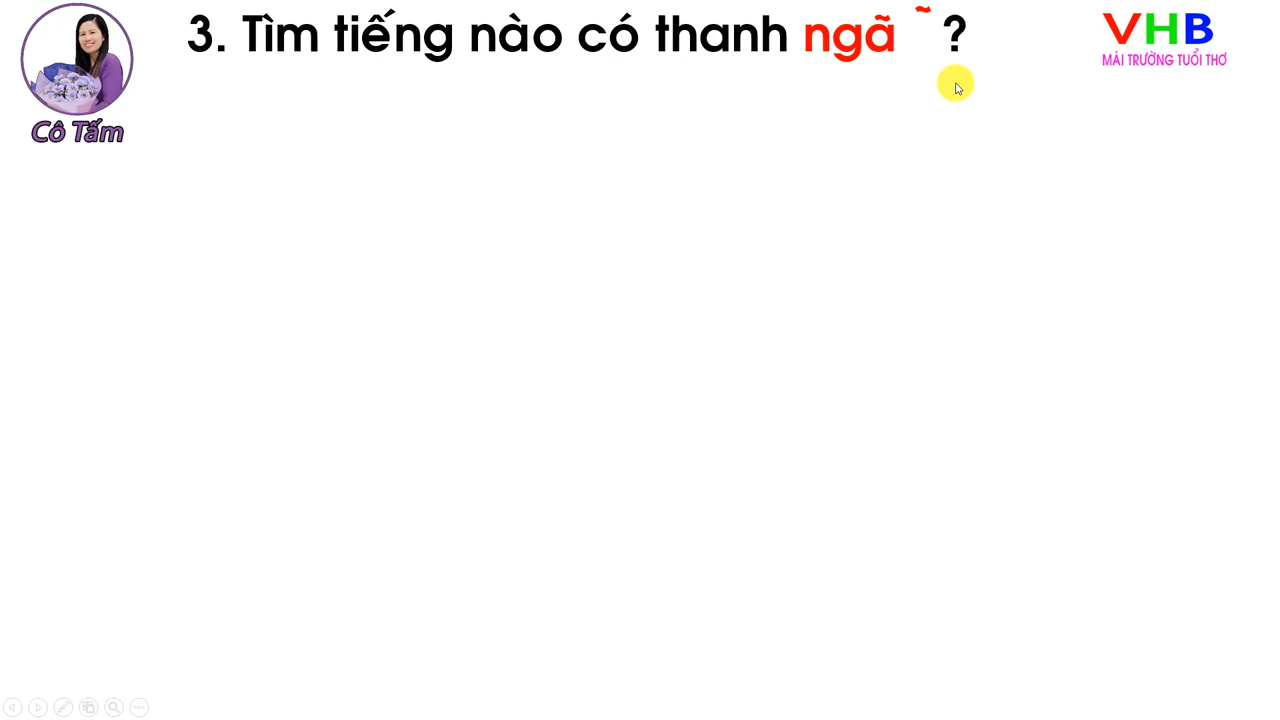 3. Tìm tiếng nào có thanh ngã ˜ ?
VHB
MÁI TRƯỜNG TUỔI THƠ
Cô Tấm